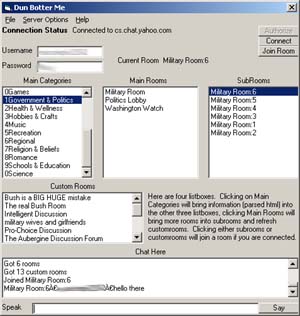 Dun Botter Me
File Server Options Help
Connection Status Connected to cs.chat.yahoo.com
Authorize
Connect
Join Room
Username
Password
Current Room Military Room:6
Main Categories
Main Rooms
SubRooms
0Games
1Government & Politics
2Health & Wellness
3Hobbies & Crafts
4Music
5Recreation
6Regional
7Religion & Beliefs
8Romance
9Schools & Education
0Science
Military Room
Politics Lobby
Washington Watch
Military Room:6
Military Room:5
Military Room:4
Military Room:3
Military Room:1
Military Room:2
Custom Rooms
Bush is a BIG HUGE mistake
The real Bush Room
Intelligent Discussion
military wives and girlfriends
Pro-Choice Discussion
The Aubergine Discussion Forum
Here are four listboxes. Clicking on Main
Categories will bring information (parsed html) into
the other three listboxes, clicking Main Rooms will
bring more rooms into subrooms and refresh
customrooms. Clicking either subrooms or
customrooms will join a room if you are connected.
Chat Here
Got 6 rooms
Got 13 custom rooms
Joined Military Room:6
Military Room:6À€ À€hello there
Speak
Say